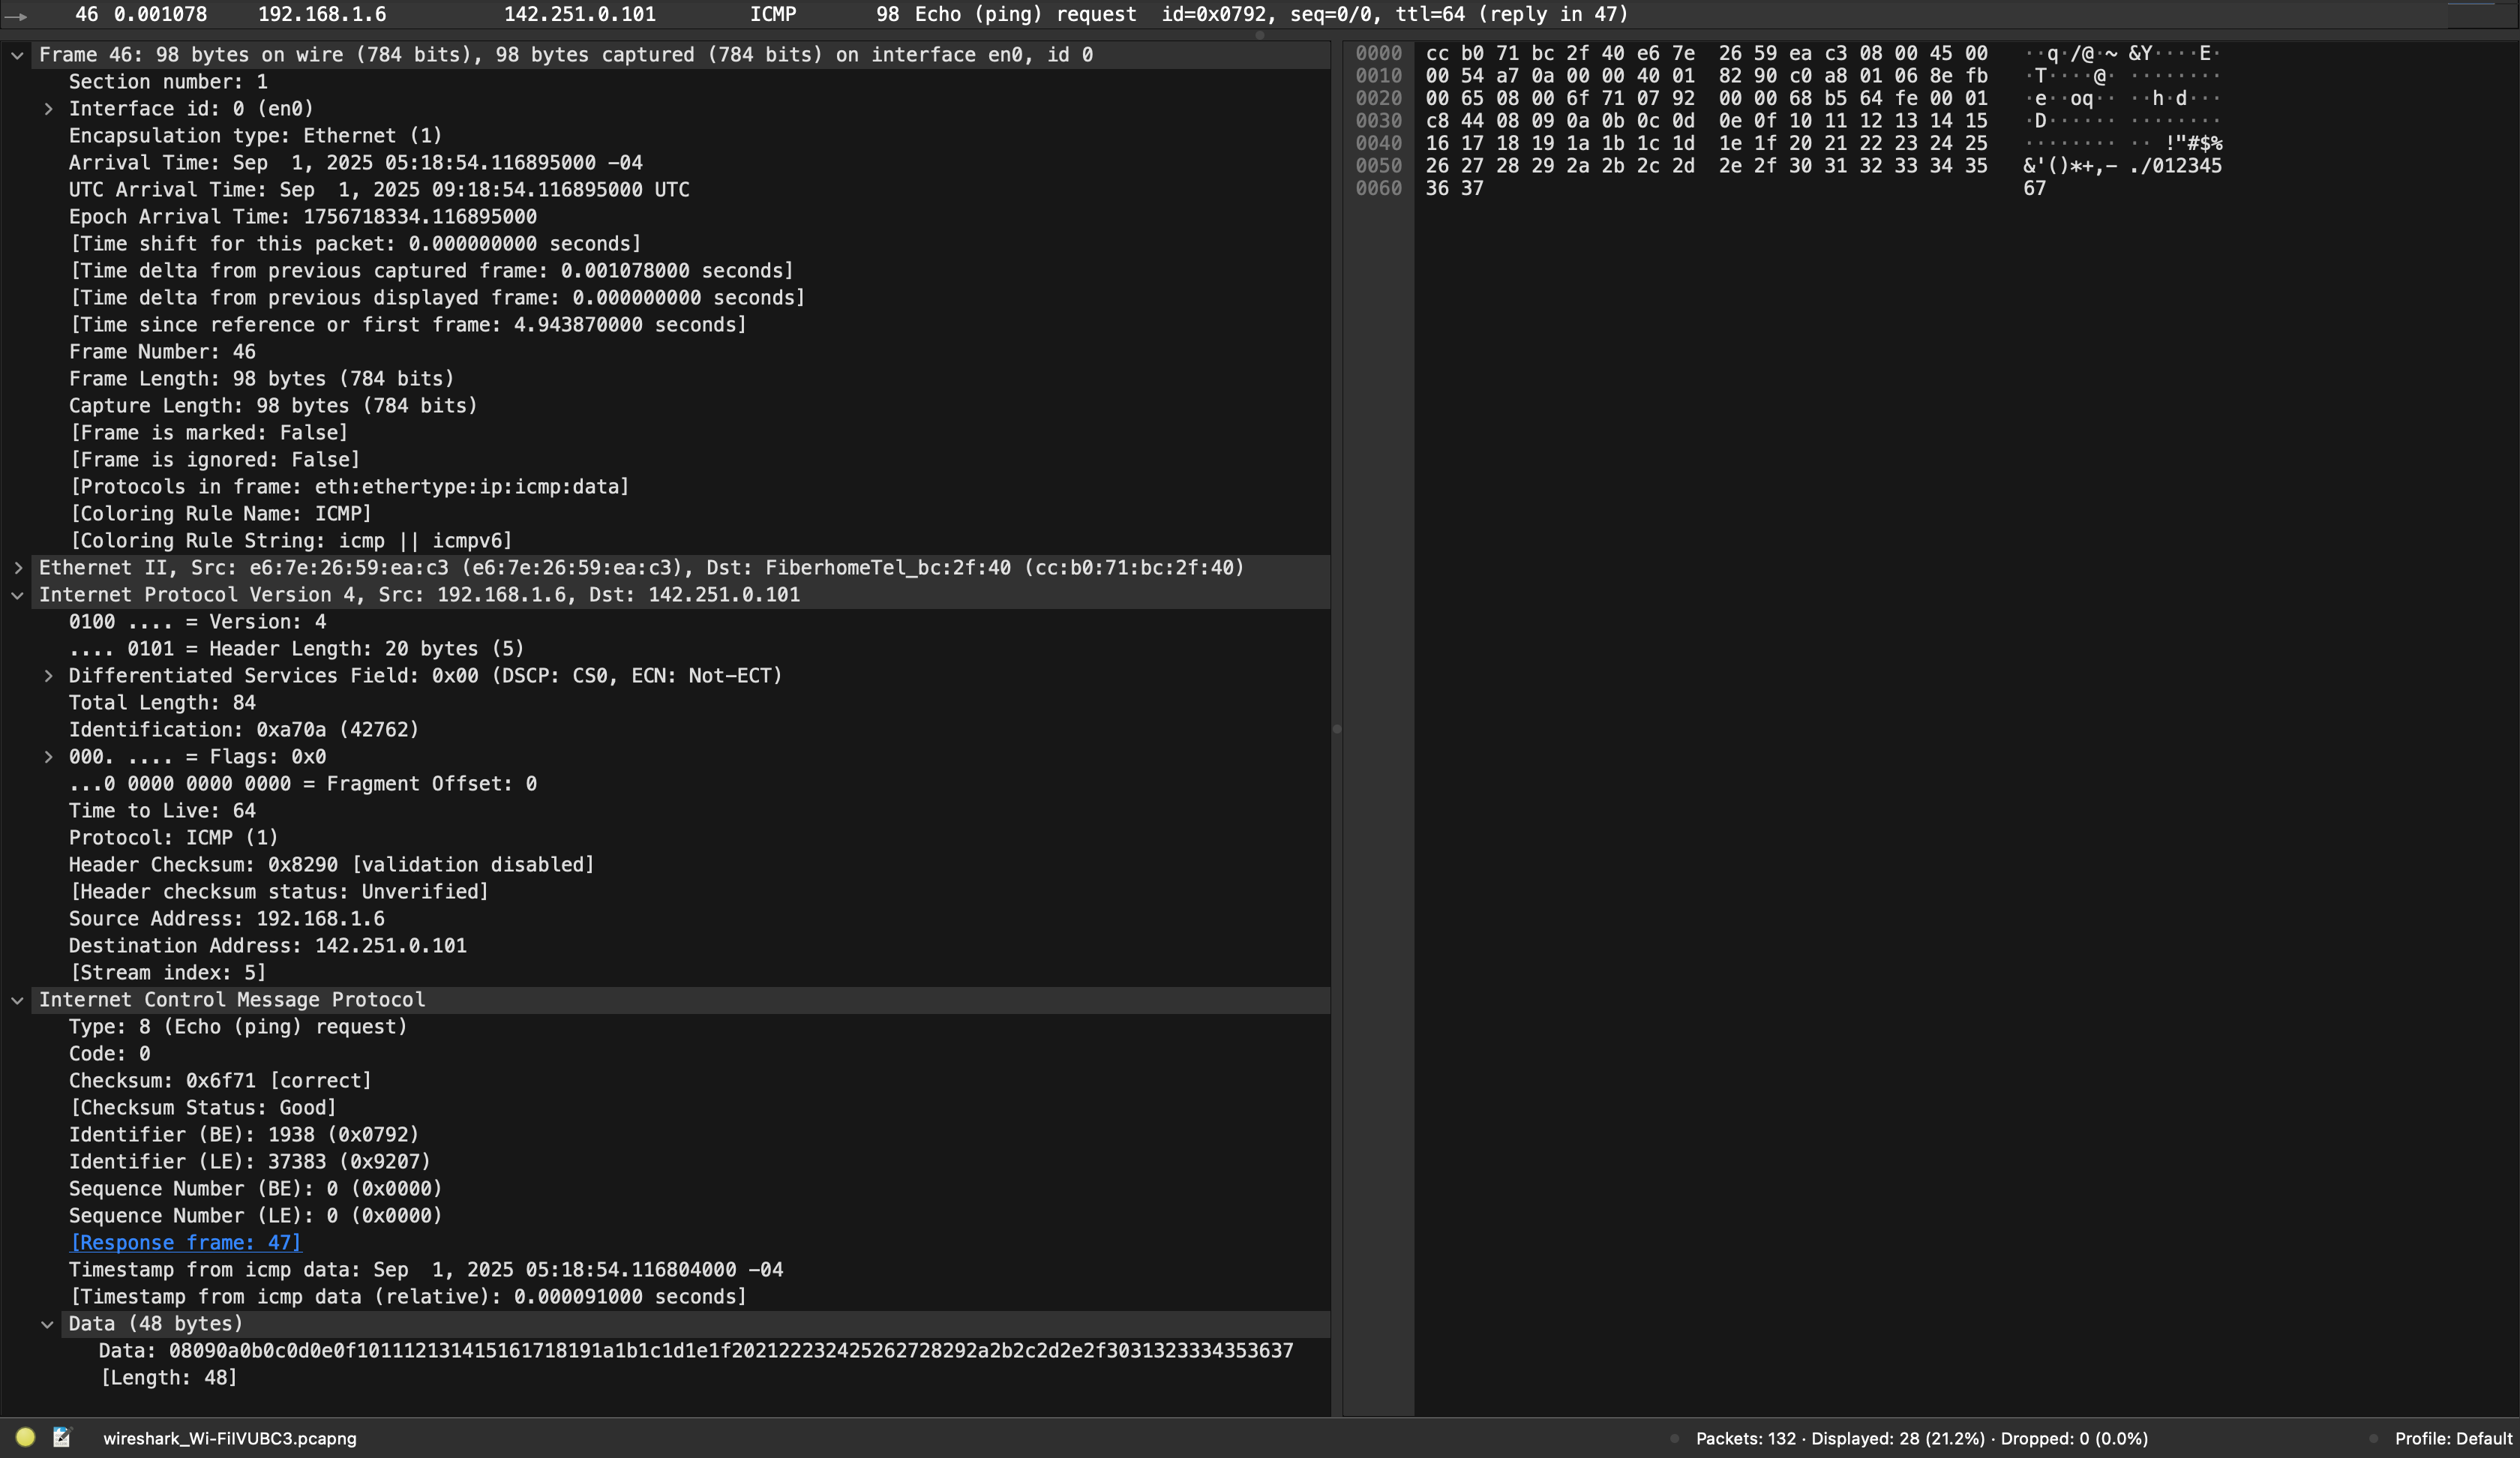 46 0.001078 192.168.1.6 142.251.0.101 ICMP 98 Echo (ping) request id=0x0792, seq=0/0, ttl=64 (reply in 47)
Frame 46: 98 bytes on wire (784 bits), 98 bytes captured (784 bits) on interface en0, id 0
Section number: 1
Interface id: 0 (en0)
Encapsulation type: Ethernet (1)
Arrival Time: Sep  1, 2025 05:18:54.116895000 -04
UTC Arrival Time: Sep  1, 2025 09:18:54.116895000 UTC
Epoch Arrival Time: 1756718334.116895000
[Time shift for this packet: 0.000000000 seconds]
[Time delta from previous captured frame: 0.001078000 seconds]
[Time delta from previous displayed frame: 0.000000000 seconds]
[Time since reference or first frame: 4.943870000 seconds]
Frame Number: 46
Frame Length: 98 bytes (784 bits)
Capture Length: 98 bytes (784 bits)
[Frame is marked: False]
[Frame is ignored: False]
[Protocols in frame: eth:ethertype:ip:icmp:data]
[Coloring Rule Name: ICMP]
[Coloring Rule String: icmp || icmpv6]
Ethernet II, Src: e6:7e:26:59:ea:c3 (e6:7e:26:59:ea:c3), Dst: FiberhomeTel_bc:2f:40 (cc:b0:71:bc:2f:40)
Internet Protocol Version 4, Src: 192.168.1.6, Dst: 142.251.0.101
0100 .... = Version: 4
.... 0101 = Header Length: 20 bytes (5)
Differentiated Services Field: 0x00 (DSCP: CS0, ECN: Not-ECT)
Total Length: 84
Identification: 0xa70a (42762)
000. .... = Flags: 0x0
...0 0000 0000 0000 = Fragment Offset: 0
Time to Live: 64
Protocol: ICMP (1)
Header Checksum: 0x8290 [validation disabled]
[Header checksum status: Unverified]
Source Address: 192.168.1.6
Destination Address: 142.251.0.101
[Stream index: 5]
Internet Control Message Protocol
Type: 8 (Echo (ping) request)
Code: 0
Checksum: 0x6f71 [correct]
[Checksum Status: Good]
Identifier (BE): 1938 (0x0792)
Identifier (LE): 37383 (0x9207)
Sequence Number (BE): 0 (0x0000)
Sequence Number (LE): 0 (0x0000)
[Response frame: 47]
Timestamp from icmp data: Sep  1, 2025 05:18:54.116804000 -04
[Timestamp from icmp data (relative): 0.000091000 seconds]
Data (48 bytes)
Data: 08090a0b0c0d0e0f101112131415161718191a1b1c1d1e1f202122232425262728292a2b2c2d2e2f3031323334353637
[Length: 48]
0000 cc b0 71 bc 2f 40 e6 7e 26 59 ea c3 08 00 45 00 ··q·/@·~ &Y····E·
0010 00 54 a7 0a 00 00 40 01 82 90 c0 a8 01 06 8e fb ·T····@· ········
0020 00 65 08 00 6f 71 07 92 00 00 68 b5 64 fe 00 01 ·e··oq·· ··h·d···
0030 c8 44 08 09 0a 0b 0c 0d 0e 0f 10 11 12 13 14 15 ·D······ ········
0040 16 17 18 19 1a 1b 1c 1d 1e 1f 20 21 22 23 24 25 ········ ·· !"#$%
0050 26 27 28 29 2a 2b 2c 2d 2e 2f 30 31 32 33 34 35 &'()*+,- ./012345
0060 36 37 67
wireshark_Wi-FiIVUBC3.pcapng
Packets: 132 · Displayed: 28 (21.2%) · Dropped: 0 (0.0%)
Profile: Default